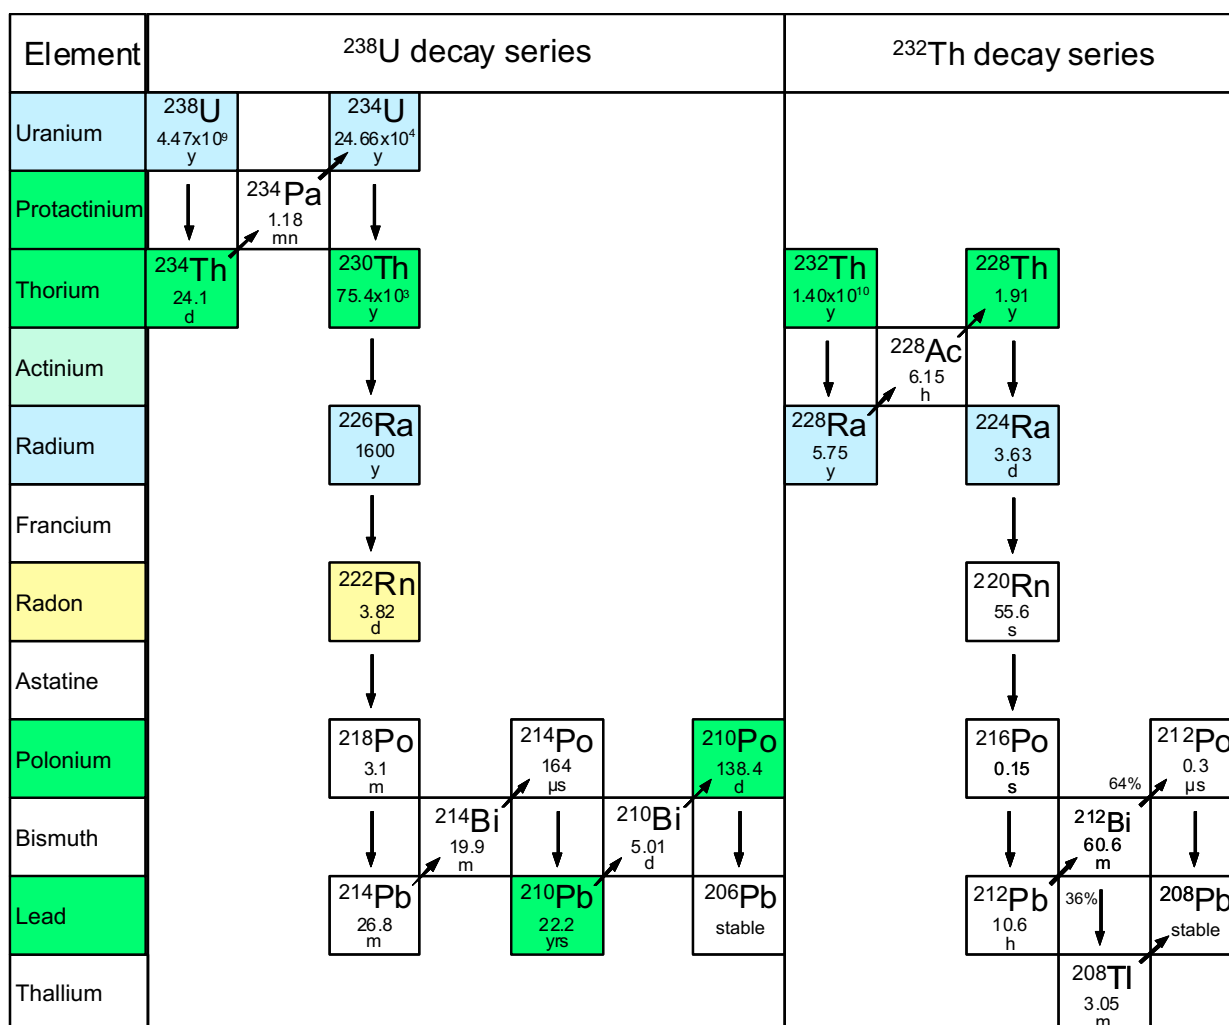 Element
²³⁸U decay series
²³²Th decay series
Uranium
²³⁸U
4.47x10⁹
y
²³⁴U
24.66x10⁴
y
Protactinium
²³⁴Pa
1.18
mn
Thorium
²³⁴Th
24.1
d
²³⁰Th
75.4x10³
y
²³²Th
1.40x10¹⁰
y
²²⁸Th
1.91
y
Actinium
²²⁸Ac
6.15
h
Radium
²²⁶Ra
1600
y
²²⁸Ra
5.75
y
²²⁴Ra
3.63
d
Francium
Radon
²²²Rn
3.82
d
²²⁰Rn
55.6
s
Astatine
Polonium
²¹⁸Po
3.1
m
²¹⁴Po
164
µs
²¹⁰Po
138.4
d
²¹⁶Po
0.15
s
64%
²¹²Po
0.3
µs
Bismuth
²¹⁴Bi
19.9
m
²¹⁰Bi
5.01
d
²¹²Bi
60.6
m
Lead
²¹⁴Pb
26.8
m
²¹⁰Pb
22.2
yrs
²⁰⁶Pb
stable
²¹²Pb
10.6
h
36%
²⁰⁸Pb
stable
Thallium
²⁰⁸Tl
3.05
m